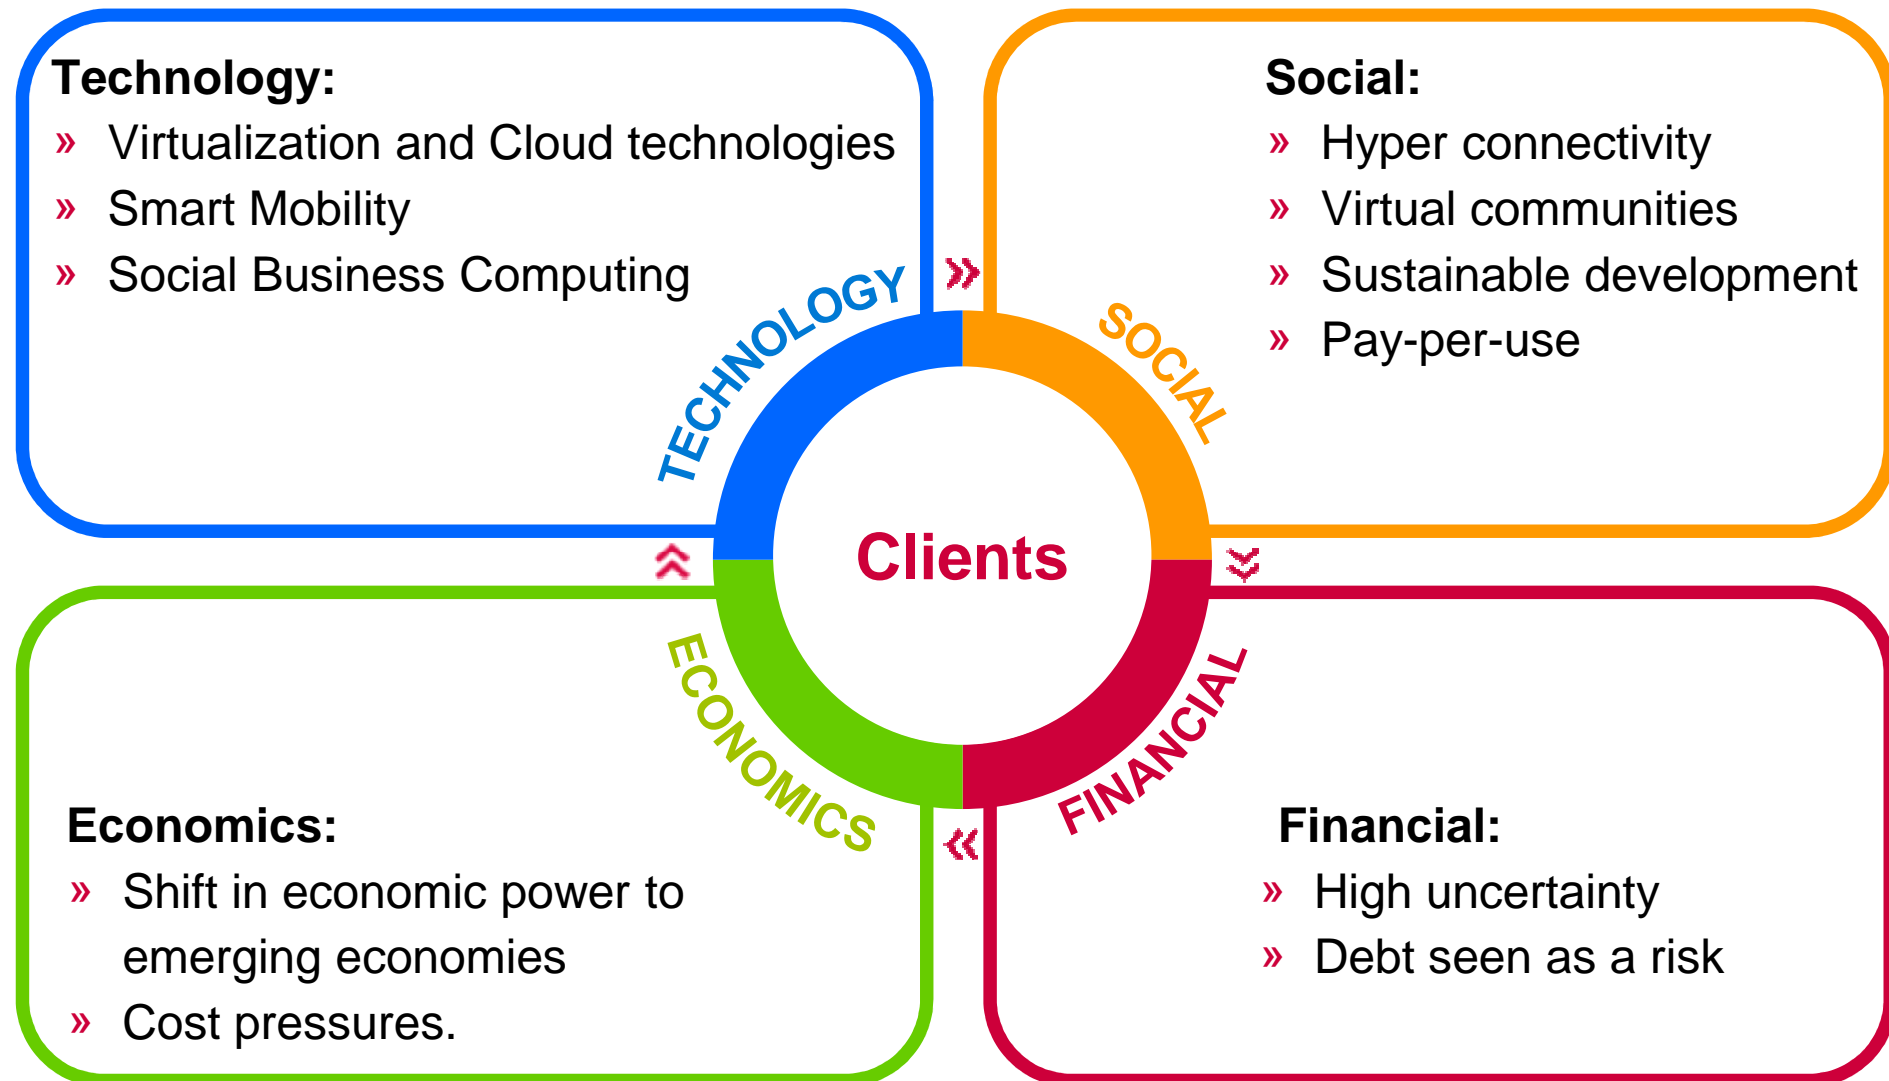 Technology:
» Virtualization and Cloud technologies
» Smart Mobility
» Social Business Computing
Social:
» Hyper connectivity
» Virtual communities
» Sustainable development
» Pay-per-use
TECHNOLOGY
SOCIAL
Clients
ECONOMICS
FINANCIAL
Economics:
» Shift in economic power to
emerging economies
» Cost pressures.
Financial:
» High uncertainty
» Debt seen as a risk